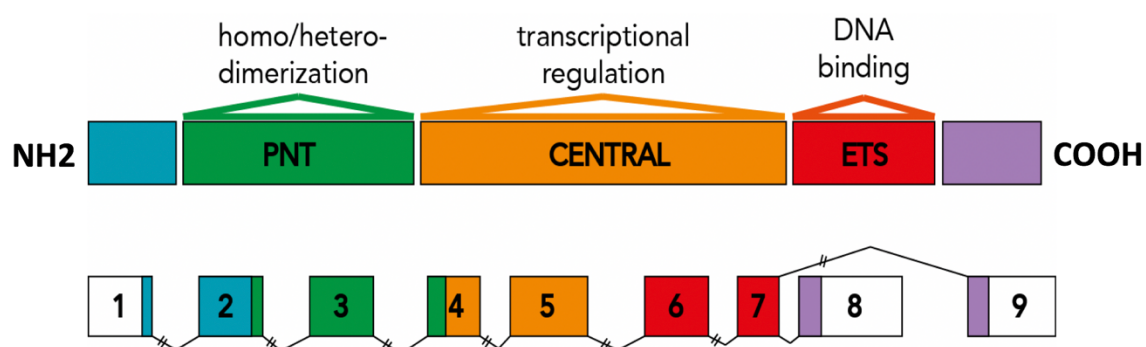 homo/hetero-
dimerization
transcriptional
regulation
DNA
binding
NH2 PNT CENTRAL ETS COOH
1 2 3 4 5 6 7 8 9